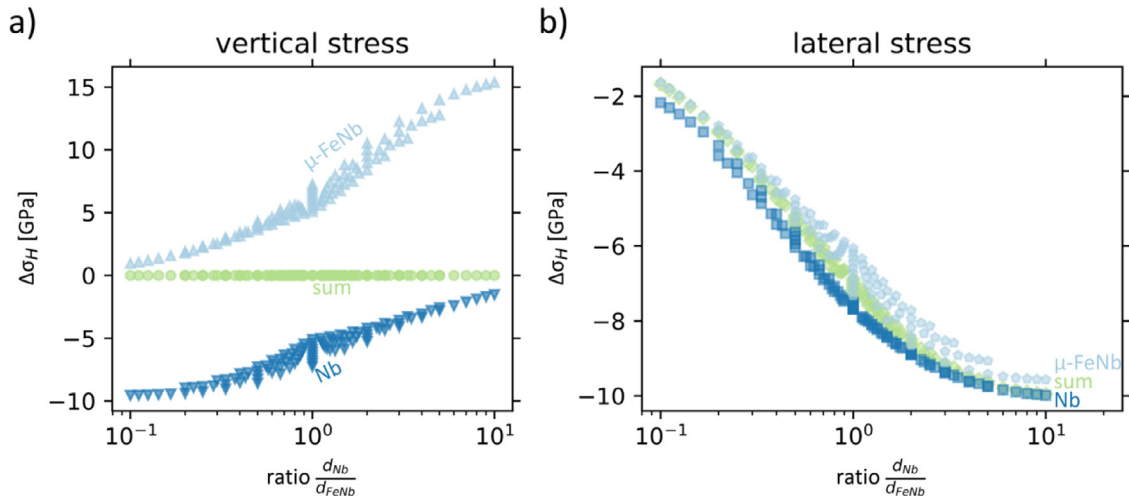 a)
vertical stress
15
10
5
0
−5
−10
Δσ_H [GPa]
μ-FeNb
sum
Nb
10^−1
10^0
10^1
ratio d_Nb/d_FeNb
b)
lateral stress
−2
−4
−6
−8
−10
Δσ_H [GPa]
μ-FeNb
sum
Nb
10^−1
10^0
10^1
ratio d_Nb/d_FeNb